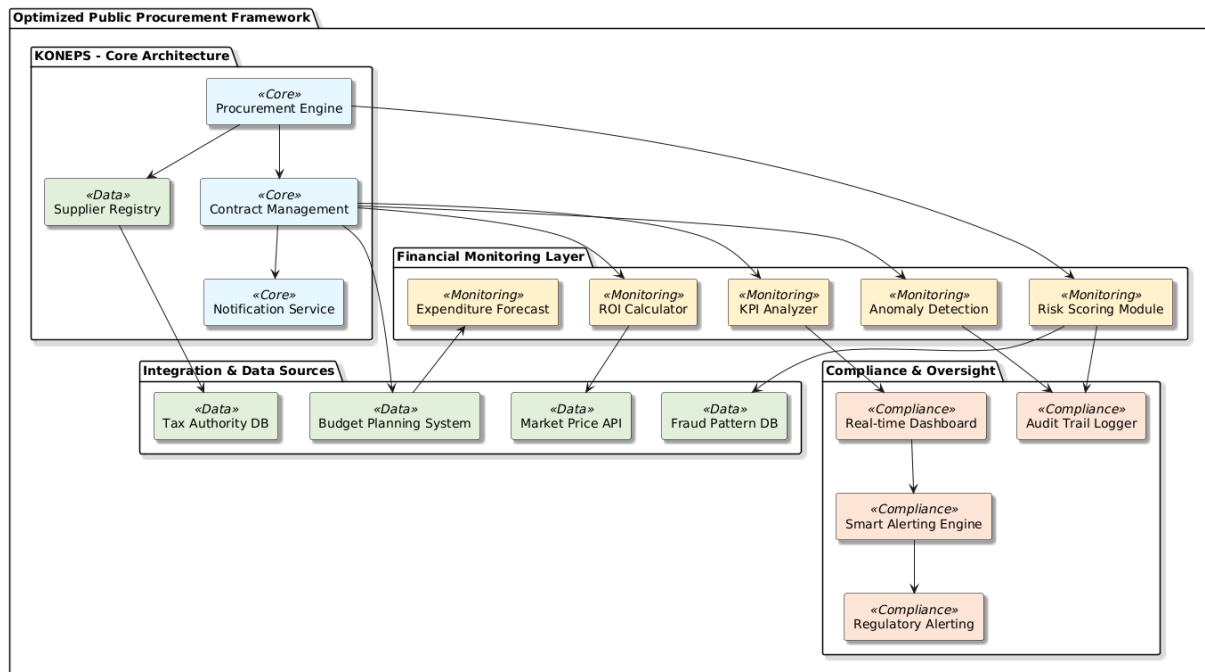 Optimized Public Procurement Framework
KONEPS - Core Architecture
«Core»
Procurement Engine
«Data»
Supplier Registry
«Core»
Contract Management
«Core»
Notification Service
Financial Monitoring Layer
«Monitoring»
Expenditure Forecast
«Monitoring»
ROI Calculator
«Monitoring»
KPI Analyzer
«Monitoring»
Anomaly Detection
«Monitoring»
Risk Scoring Module
Integration & Data Sources
«Data»
Tax Authority DB
«Data»
Budget Planning System
«Data»
Market Price API
«Data»
Fraud Pattern DB
Compliance & Oversight
«Compliance»
Real-time Dashboard
«Compliance»
Audit Trail Logger
«Compliance»
Smart Alerting Engine
«Compliance»
Regulatory Alerting